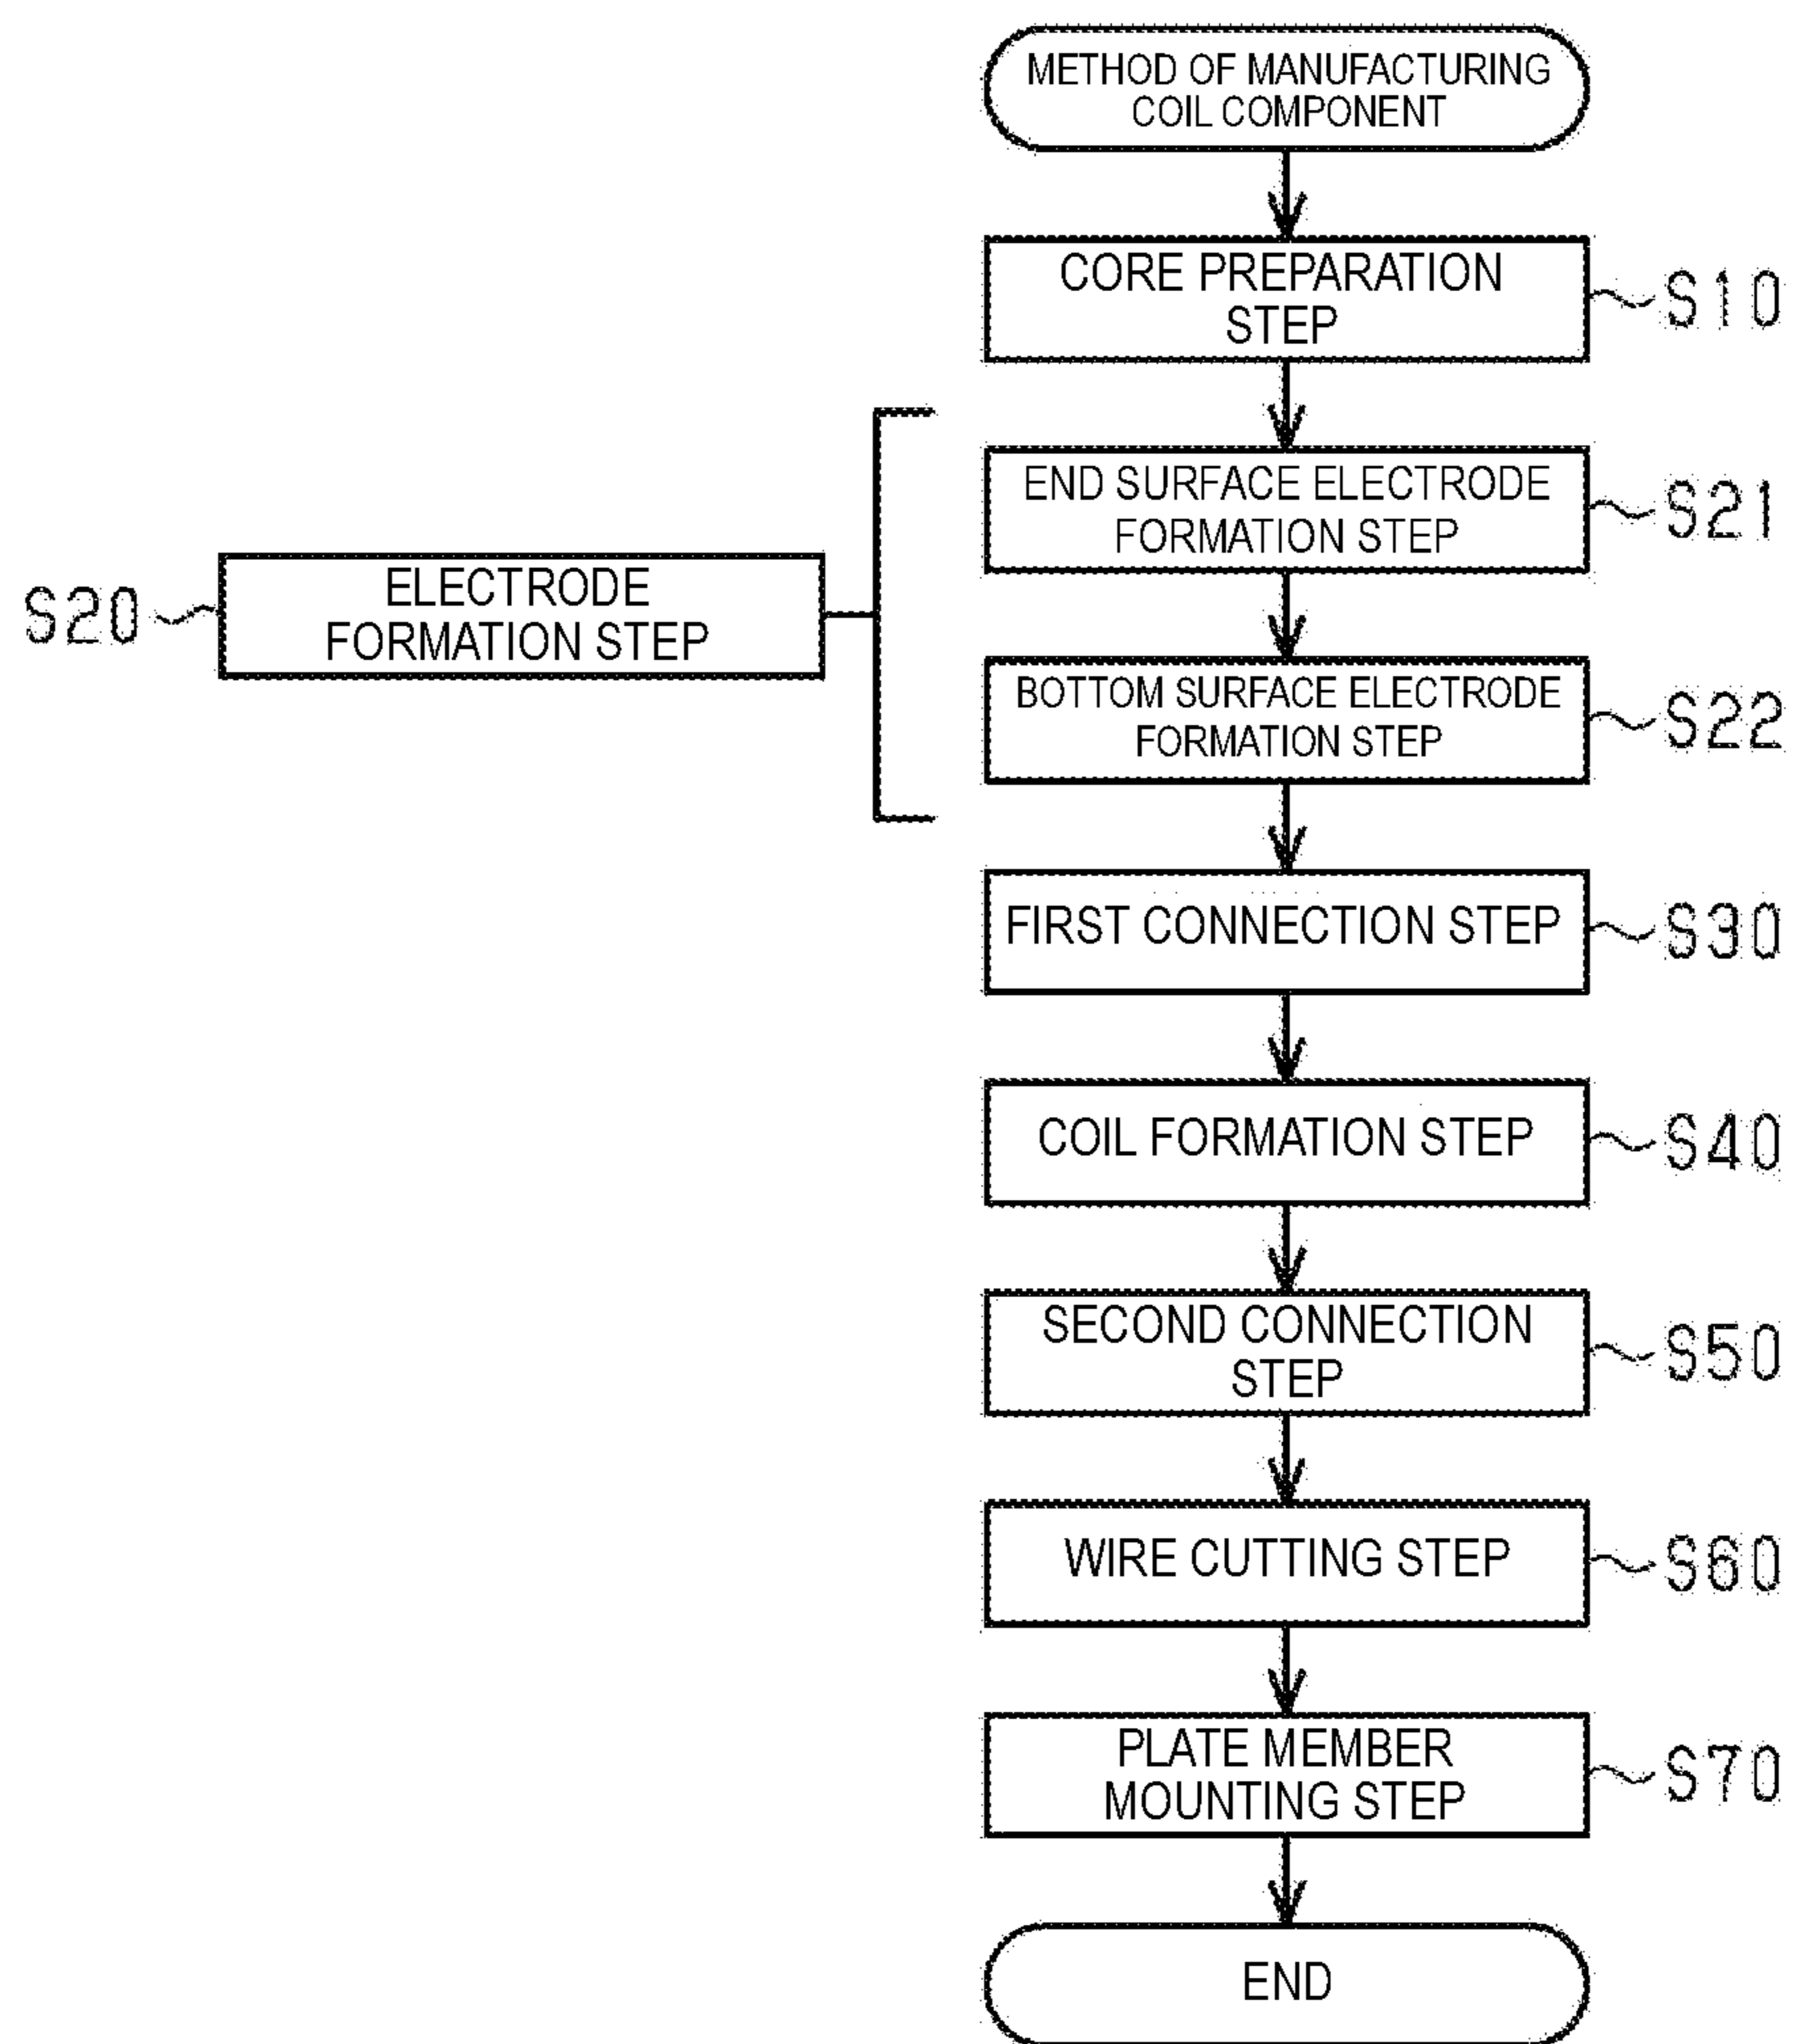 METHOD OF MANUFACTURING
COIL COMPONENT
CORE PREPARATION
STEP
S10
END SURFACE ELECTRODE
FORMATION STEP
S21
S20
ELECTRODE
FORMATION STEP
BOTTOM SURFACE ELECTRODE
FORMATION STEP
S22
FIRST CONNECTION STEP
S30
COIL FORMATION STEP
S40
SECOND CONNECTION
STEP
S50
WIRE CUTTING STEP
S60
PLATE MEMBER
MOUNTING STEP
S70
END